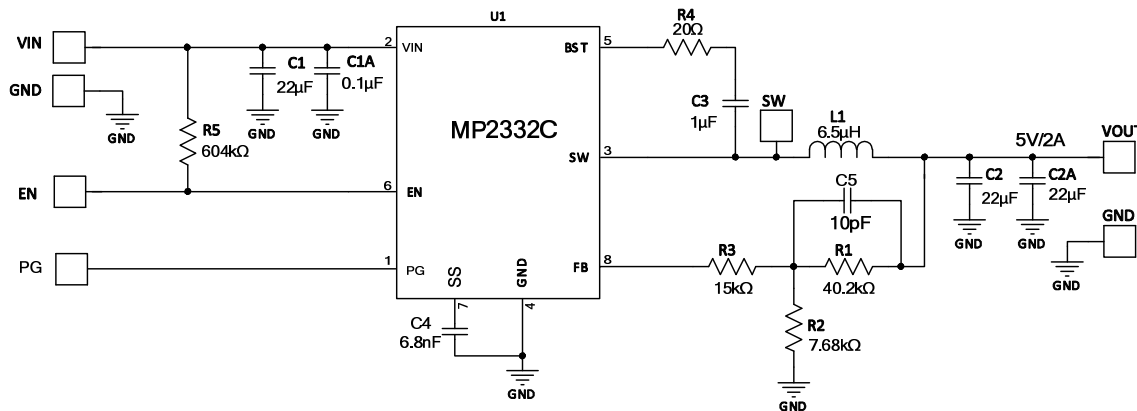 U1
R4
20Ω
VIN
2
VIN
BST
5
C1
22µF
C1A
0.1µF
GND
GND
GND
GND
C3
1µF
SW
L1
6.5µH
R5
604kΩ
MP2332C
SW
3
5V/2A
VOUT
EN
6
EN
C5
10pF
C2
22µF
C2A
22µF
GND
GND
GND
GND
PG
1
PG
SS
GND
FB
8
R3
15kΩ
R1
40.2kΩ
7
4
C4
6.8nF
GND
R2
7.68kΩ
GND